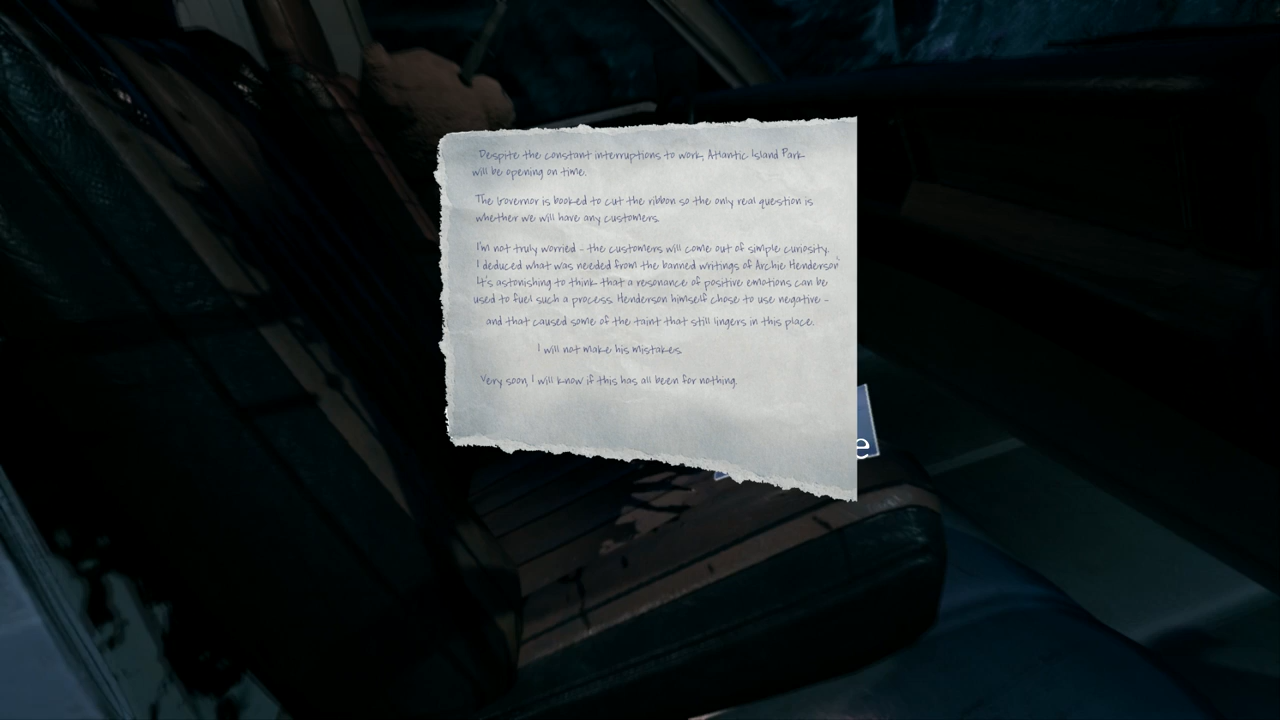 Despite the constant interruptions to work, Atlantic Island Park
will be opening on time.
The Governor is booked to cut the ribbon so the only real question is
whether we will have any customers.
I'm not truly worried - the customers will come out of simple curiosity.
I deduced what was needed from the banned writings of Archie Henderson.
It's astonishing to think that a resonance of positive emotions can be
used to fuel such a process. Henderson himself chose to use negative -
and that caused some of the taint that still lingers in this place.
I will not make his mistakes.
Very soon, I will know if this has all been for nothing.
e